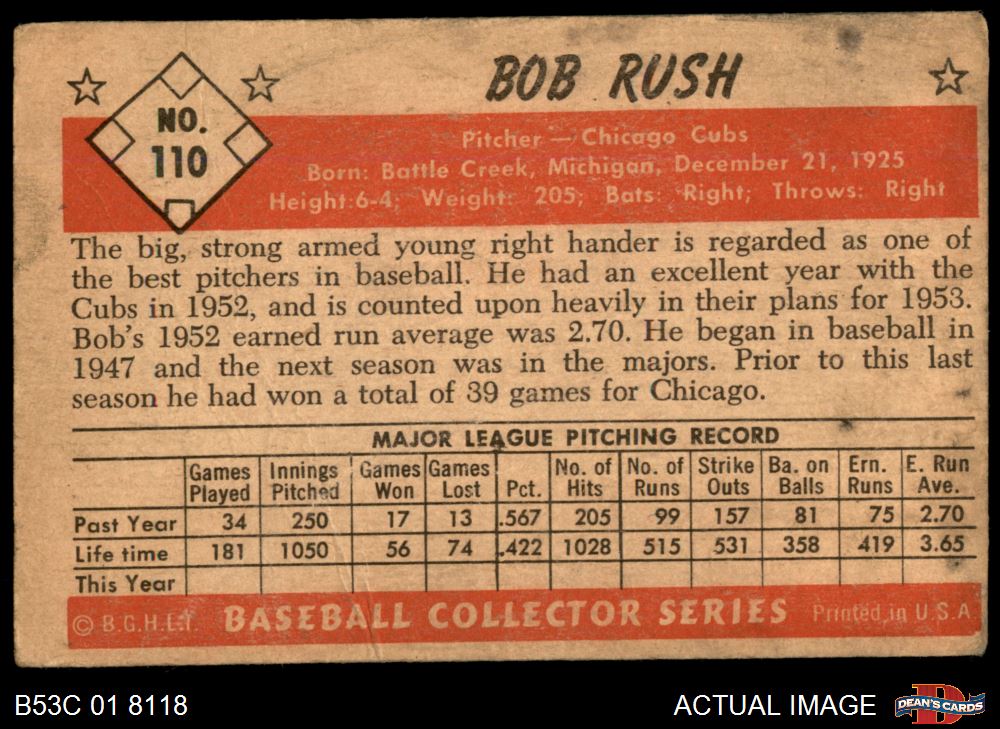 NO.
110
BOB RUSH
Pitcher — Chicago Cubs
Born: Battle Creek, Michigan, December 21, 1925
Height:6-4; Weight: 205; Bats: Right; Throws: Right
The big, strong armed young right hander is regarded as one of
the best pitchers in baseball. He had an excellent year with the
Cubs in 1952, and is counted upon heavily in their plans for 1953.
Bob's 1952 earned run average was 2.70. He began in baseball in
1947 and the next season was in the majors. Prior to this last
season he had won a total of 39 games for Chicago.
MAJOR LEAGUE PITCHING RECORD
Games Innings Games Games No. of No. of Strike Ba. on Ern. E. Run
Played Pitched Won Lost Pct. Hits Runs Outs Balls Runs Ave.
Past Year 34 250 17 13 .567 205 99 157 81 75 2.70
Life time 181 1050 56 74 .422 1028 515 531 358 419 3.65
This Year
© B.G.H.L.I. BASEBALL COLLECTOR SERIES Printed in U.S.A
B53C 01 8118 ACTUAL IMAGE D DEAN'S CARDS